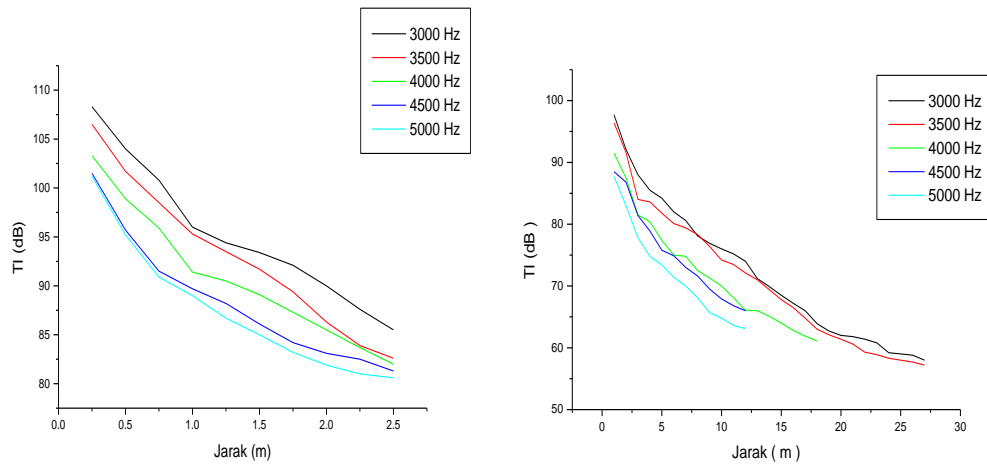 3000 Hz
3500 Hz
4000 Hz
4500 Hz
5000 Hz
110
105
100
95
90
85
80
TI (dB)
0.0 0.5 1.0 1.5 2.0 2.5
Jarak (m)
3000 Hz
3500 Hz
4000 Hz
4500 Hz
5000 Hz
100
90
80
70
60
50
TI (dB )
0 5 10 15 20 25 30
Jarak ( m )